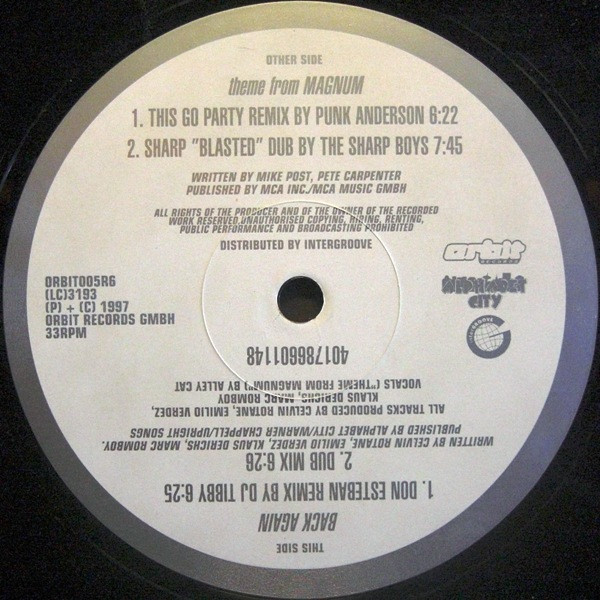 OTHER SIDE
theme from MAGNUM
1. THIS GO PARTY REMIX BY PUNK ANDERSON 6:22
2. SHARP "BLASTED" DUB BY THE SHARP BOYS 7:45
WRITTEN BY MIKE POST, PETE CARPENTER
PUBLISHED BY MCA INC./MCA MUSIC GMBH
ALL RIGHTS OF THE PRODUCER AND OF THE OWNER OF THE RECORDED
WORK RESERVED.UNAUTHORISED COPYING, HIRING, RENTING,
PUBLIC PERFORMANCE AND BROADCASTING PROHIBITED
DISTRIBUTED BY INTERGROOVE
ORBIT005R6
(LC)3193
(P) + (C) 1997
ORBIT RECORDS GMBH
33RPM
orbit
RECORDS
CITY
INTERGROOVE
THIS SIDE
BACK AGAIN
1. DON ESTEBAN REMIX BY DJ TIBBY 6:25
2. DUB MIX 6:26
WRITTEN BY CELVIN ROTANE, EMILIO VERDEZ, KLAUS DERICHS, MARC ROMBOY.
PUBLISHED BY ALPHABET CITY/WARNER CHAPPELL/UPRIGHT SONGS
ALL TRACKS PRODUCED BY CELVIN ROTANE, EMILIO VERDEZ,
KLAUS DERICHS, MARC ROMBOY
VOCALS ("THEME FROM MAGNUM") BY ALLEY CAT
401786601148